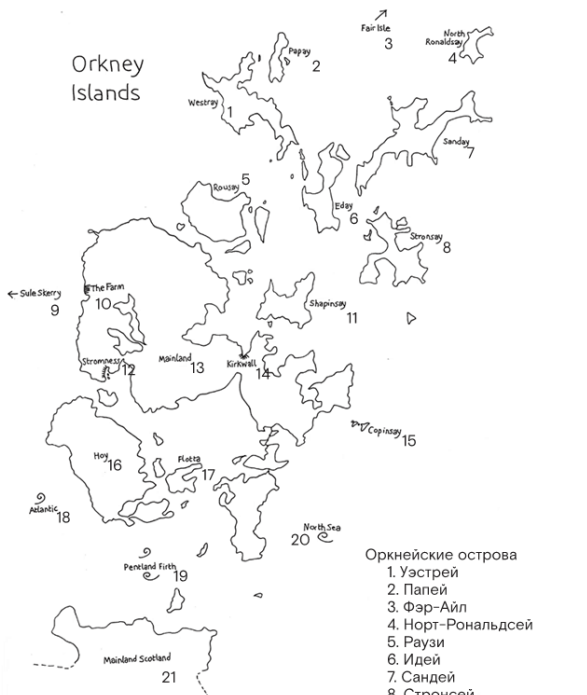 Orkney
Islands
Fair Isle
3
North
Ronaldsay
4
Papay
2
Westray
1
Sanday
7
Rousay
5
Eday
6
Stronsay
8
← Sule Skerry
9
The Farm
10
Shapinsay
11
Stromness
12
Mainland
13
Kirkwall
14
Copinsay
15
Hoy
16
Flotta
17
Atlantic
18
Pentland Firth
19
North Sea
20
Mainland Scotland
21
Оркнейские острова
1. Уэстрей
2. Папей
3. Фэр-Айл
4. Норт-Рональдсей
5. Раузи
6. Идей
7. Сандей
8. Стронсей